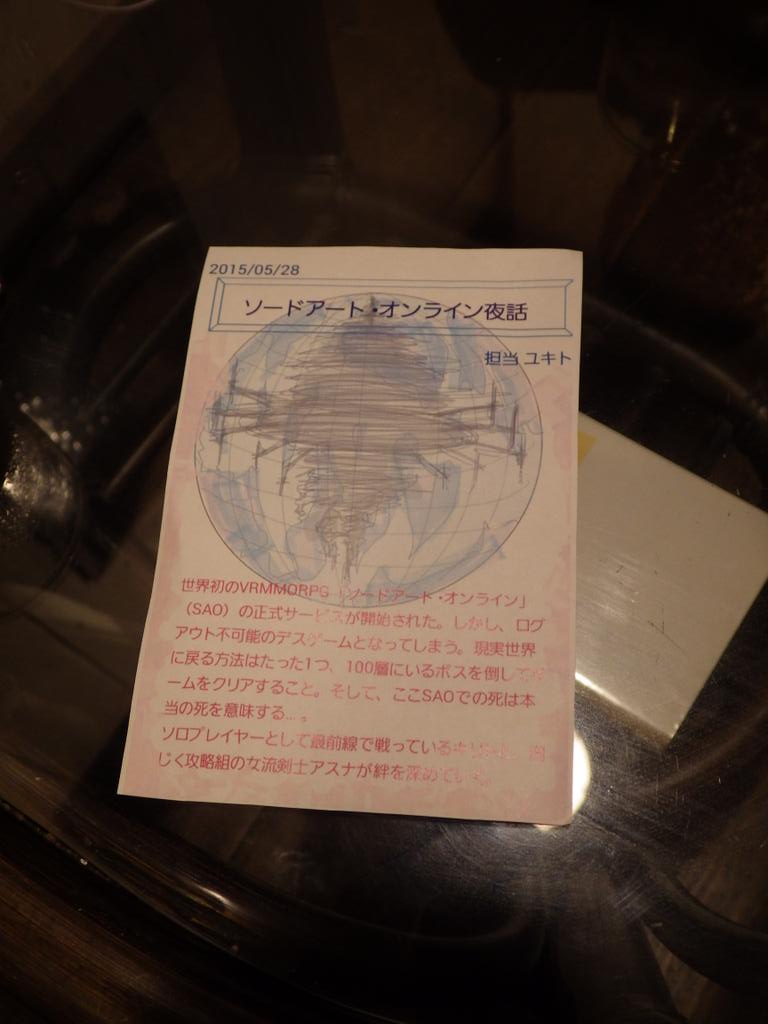 2015/05/28
ソードアート・オンライン夜話
担当 ユキト
世界初のVRMMORPG「ソードアート・オンライン」
(SAO)の正式サービスが開始された。しかし、ログ
アウト不可能のデスゲームとなってしまう。現実世界
に戻る方法はたった1つ、100層にいるボスを倒してゲ
ームをクリアすること。そして、ここSAOでの死は本
当の死を意味する…。
ソロプレイヤーとして最前線で戦っているキリト、同
じく攻略組の女流剣士アスナが絆を深めていく。